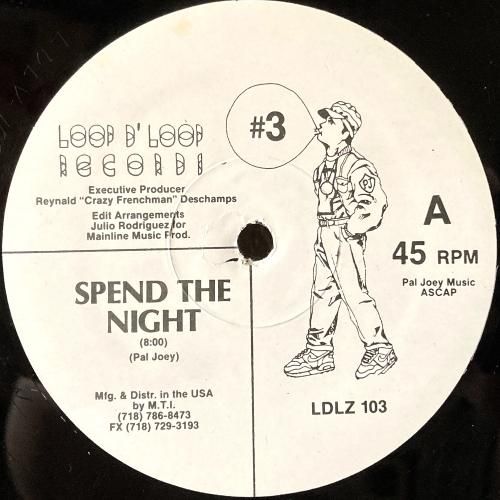 LOOP D' LOOP
RECORDS
Executive Producer
Reynald "Crazy Frenchman" Deschamps
Edit Arrangements
Julio Rodriguez for
Mainline Music Prod.
#3
PJ
A
45 RPM
Pal Joey Music
ASCAP
SPEND THE
NIGHT
(8:00)
(Pal Joey)
Mfg. & Distr. in the USA
by M.T.I.
(718) 786-8473
FX (718) 729-3193
LDLZ 103